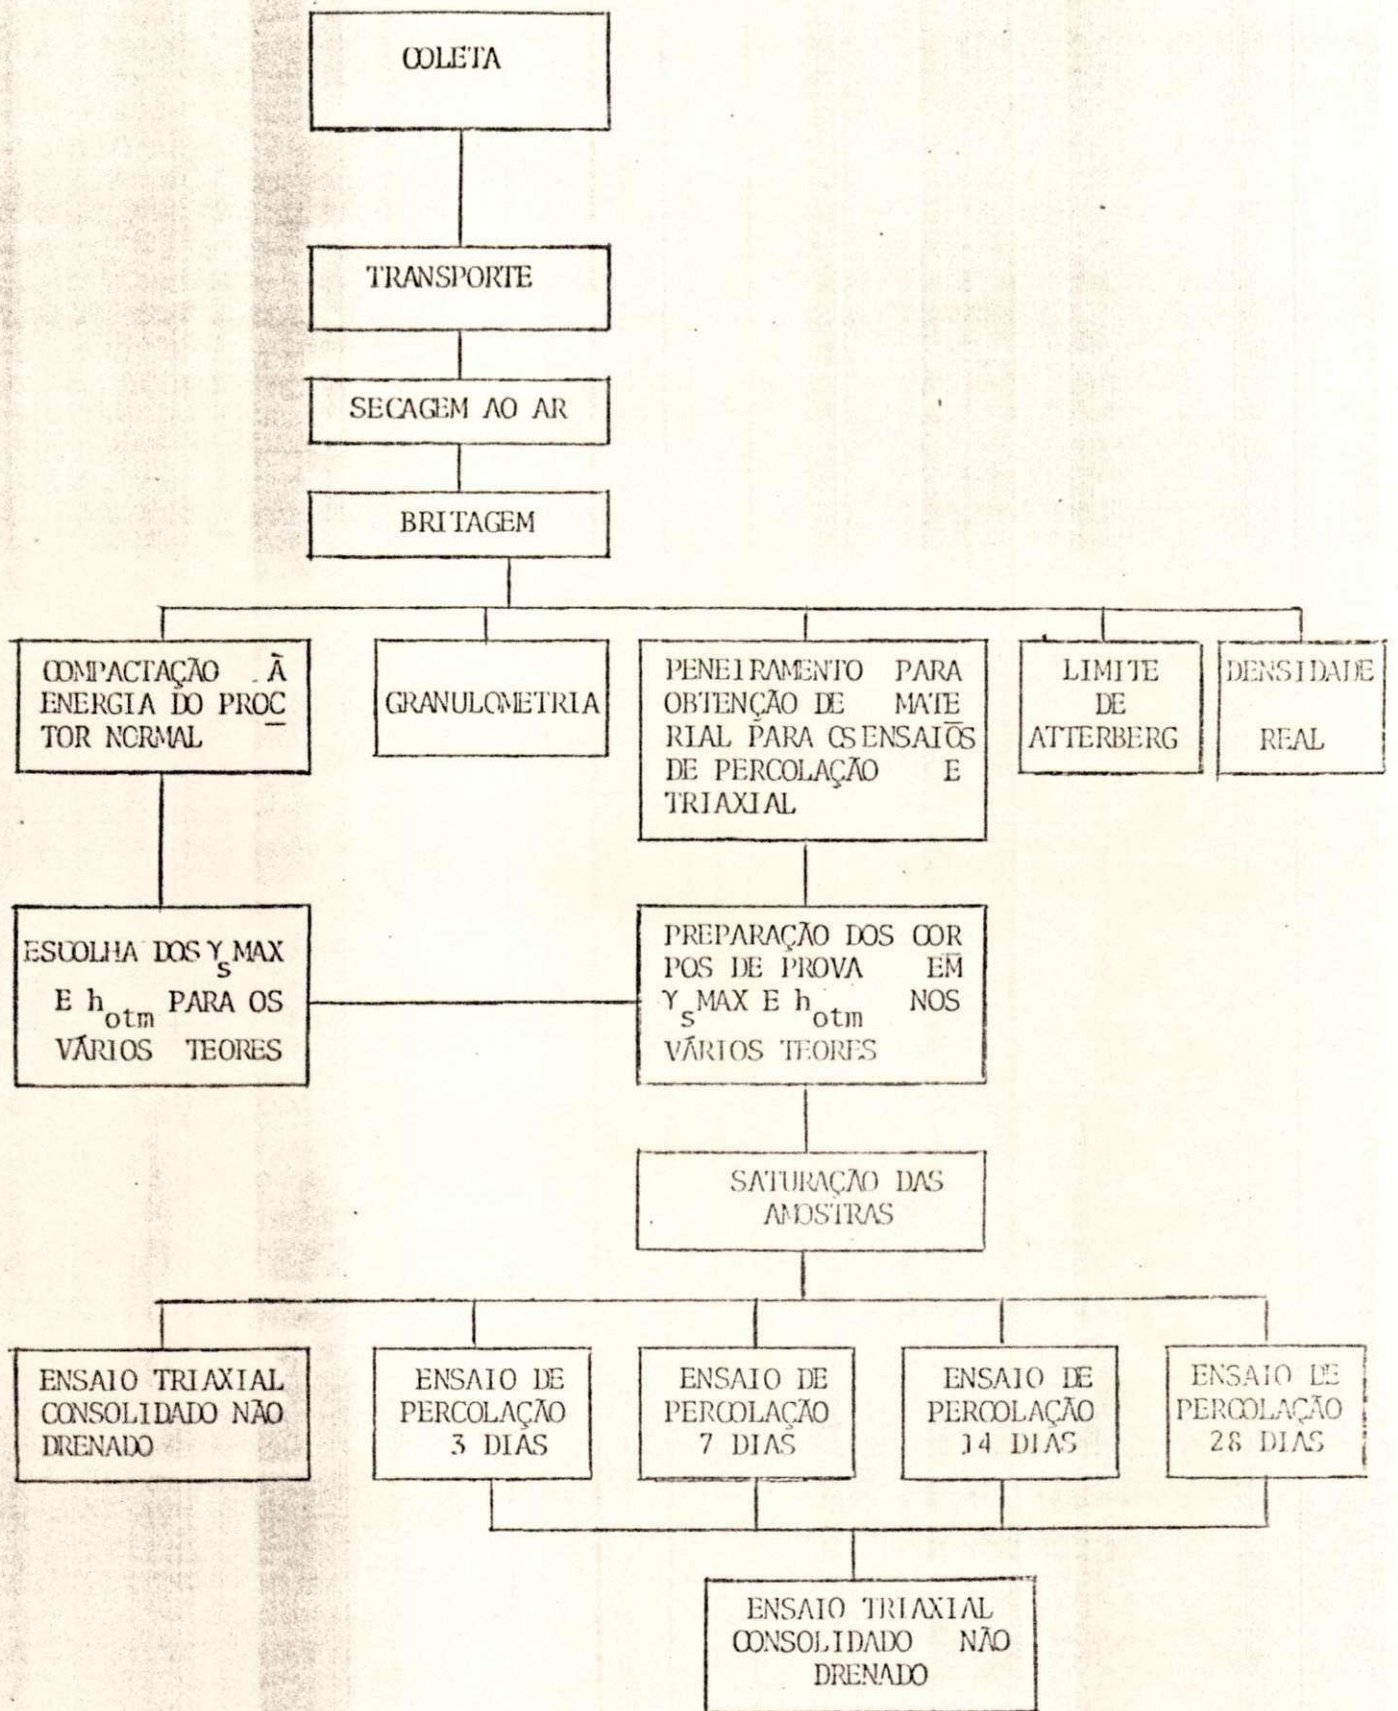 COLETA
TRANSPORTE
SECAGEM AO AR
BRITAGEM
COMPACTAÇÃO À
ENERGIA DO PROC
TOR NORMAL
GRANULOMETRIA
PENEIRAMENTO PARA
OBTENÇÃO DE MATE
RIAL PARA OS ENSAIOS
DE PERCOLAÇÃO E
TRIAXIAL
LIMITE
DE
ATTERBERG
DENSIDADE
REAL
ESCOLHA DOS γs MAX
E hotm PARA OS
VÁRIOS TEORES
PREPARAÇÃO DOS COR
POS DE PROVA EM
γs MAX E hotm NOS
VÁRIOS TEORES
SATURAÇÃO DAS
AMOSTRAS
ENSAIO TRIAXIAL
CONSOLIDADO NÃO
DRENADO
ENSAIO DE
PERCOLAÇÃO
3 DIAS
ENSAIO DE
PERCOLAÇÃO
7 DIAS
ENSAIO DE
PERCOLAÇÃO
14 DIAS
ENSAIO DE
PERCOLAÇÃO
28 DIAS
ENSAIO TRIAXIAL
CONSOLIDADO NÃO
DRENADO